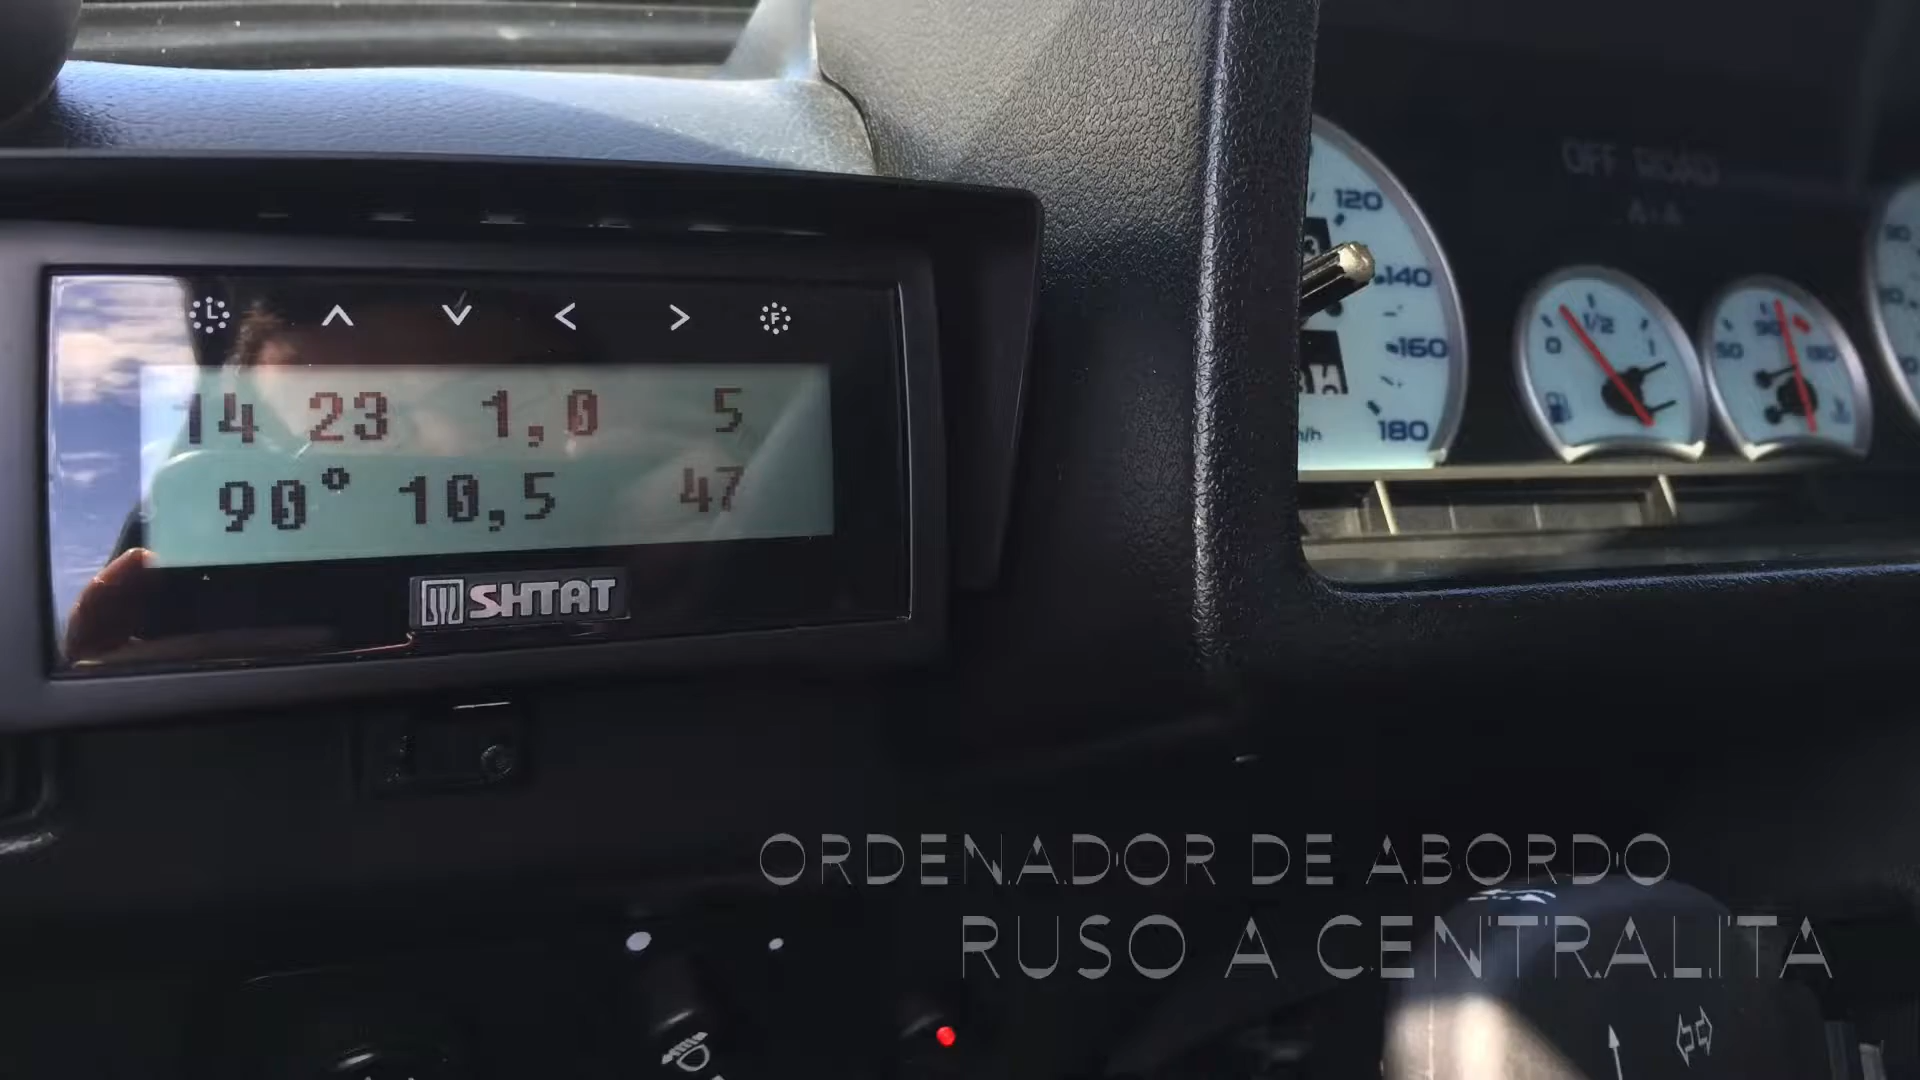 L F
14 23 1,0 5
90° 10,5 47
SHTAT
120
140
160
180
OFF ROAD
4x4
0 1/2 1
50 90 130
ORDENADOR DE ABORDO
RUSO A CENTRALITA